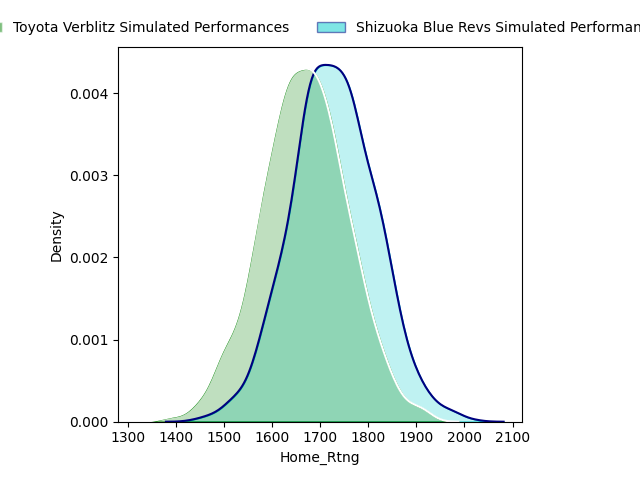 Toyota Verblitz Simulated Performances
Shizuoka Blue Revs Simulated Performan
0.004
0.003
0.002
0.001
0.000
Density
1300 1400 1500 1600 1700 1800 1900 2000 2100
Home_Rtng